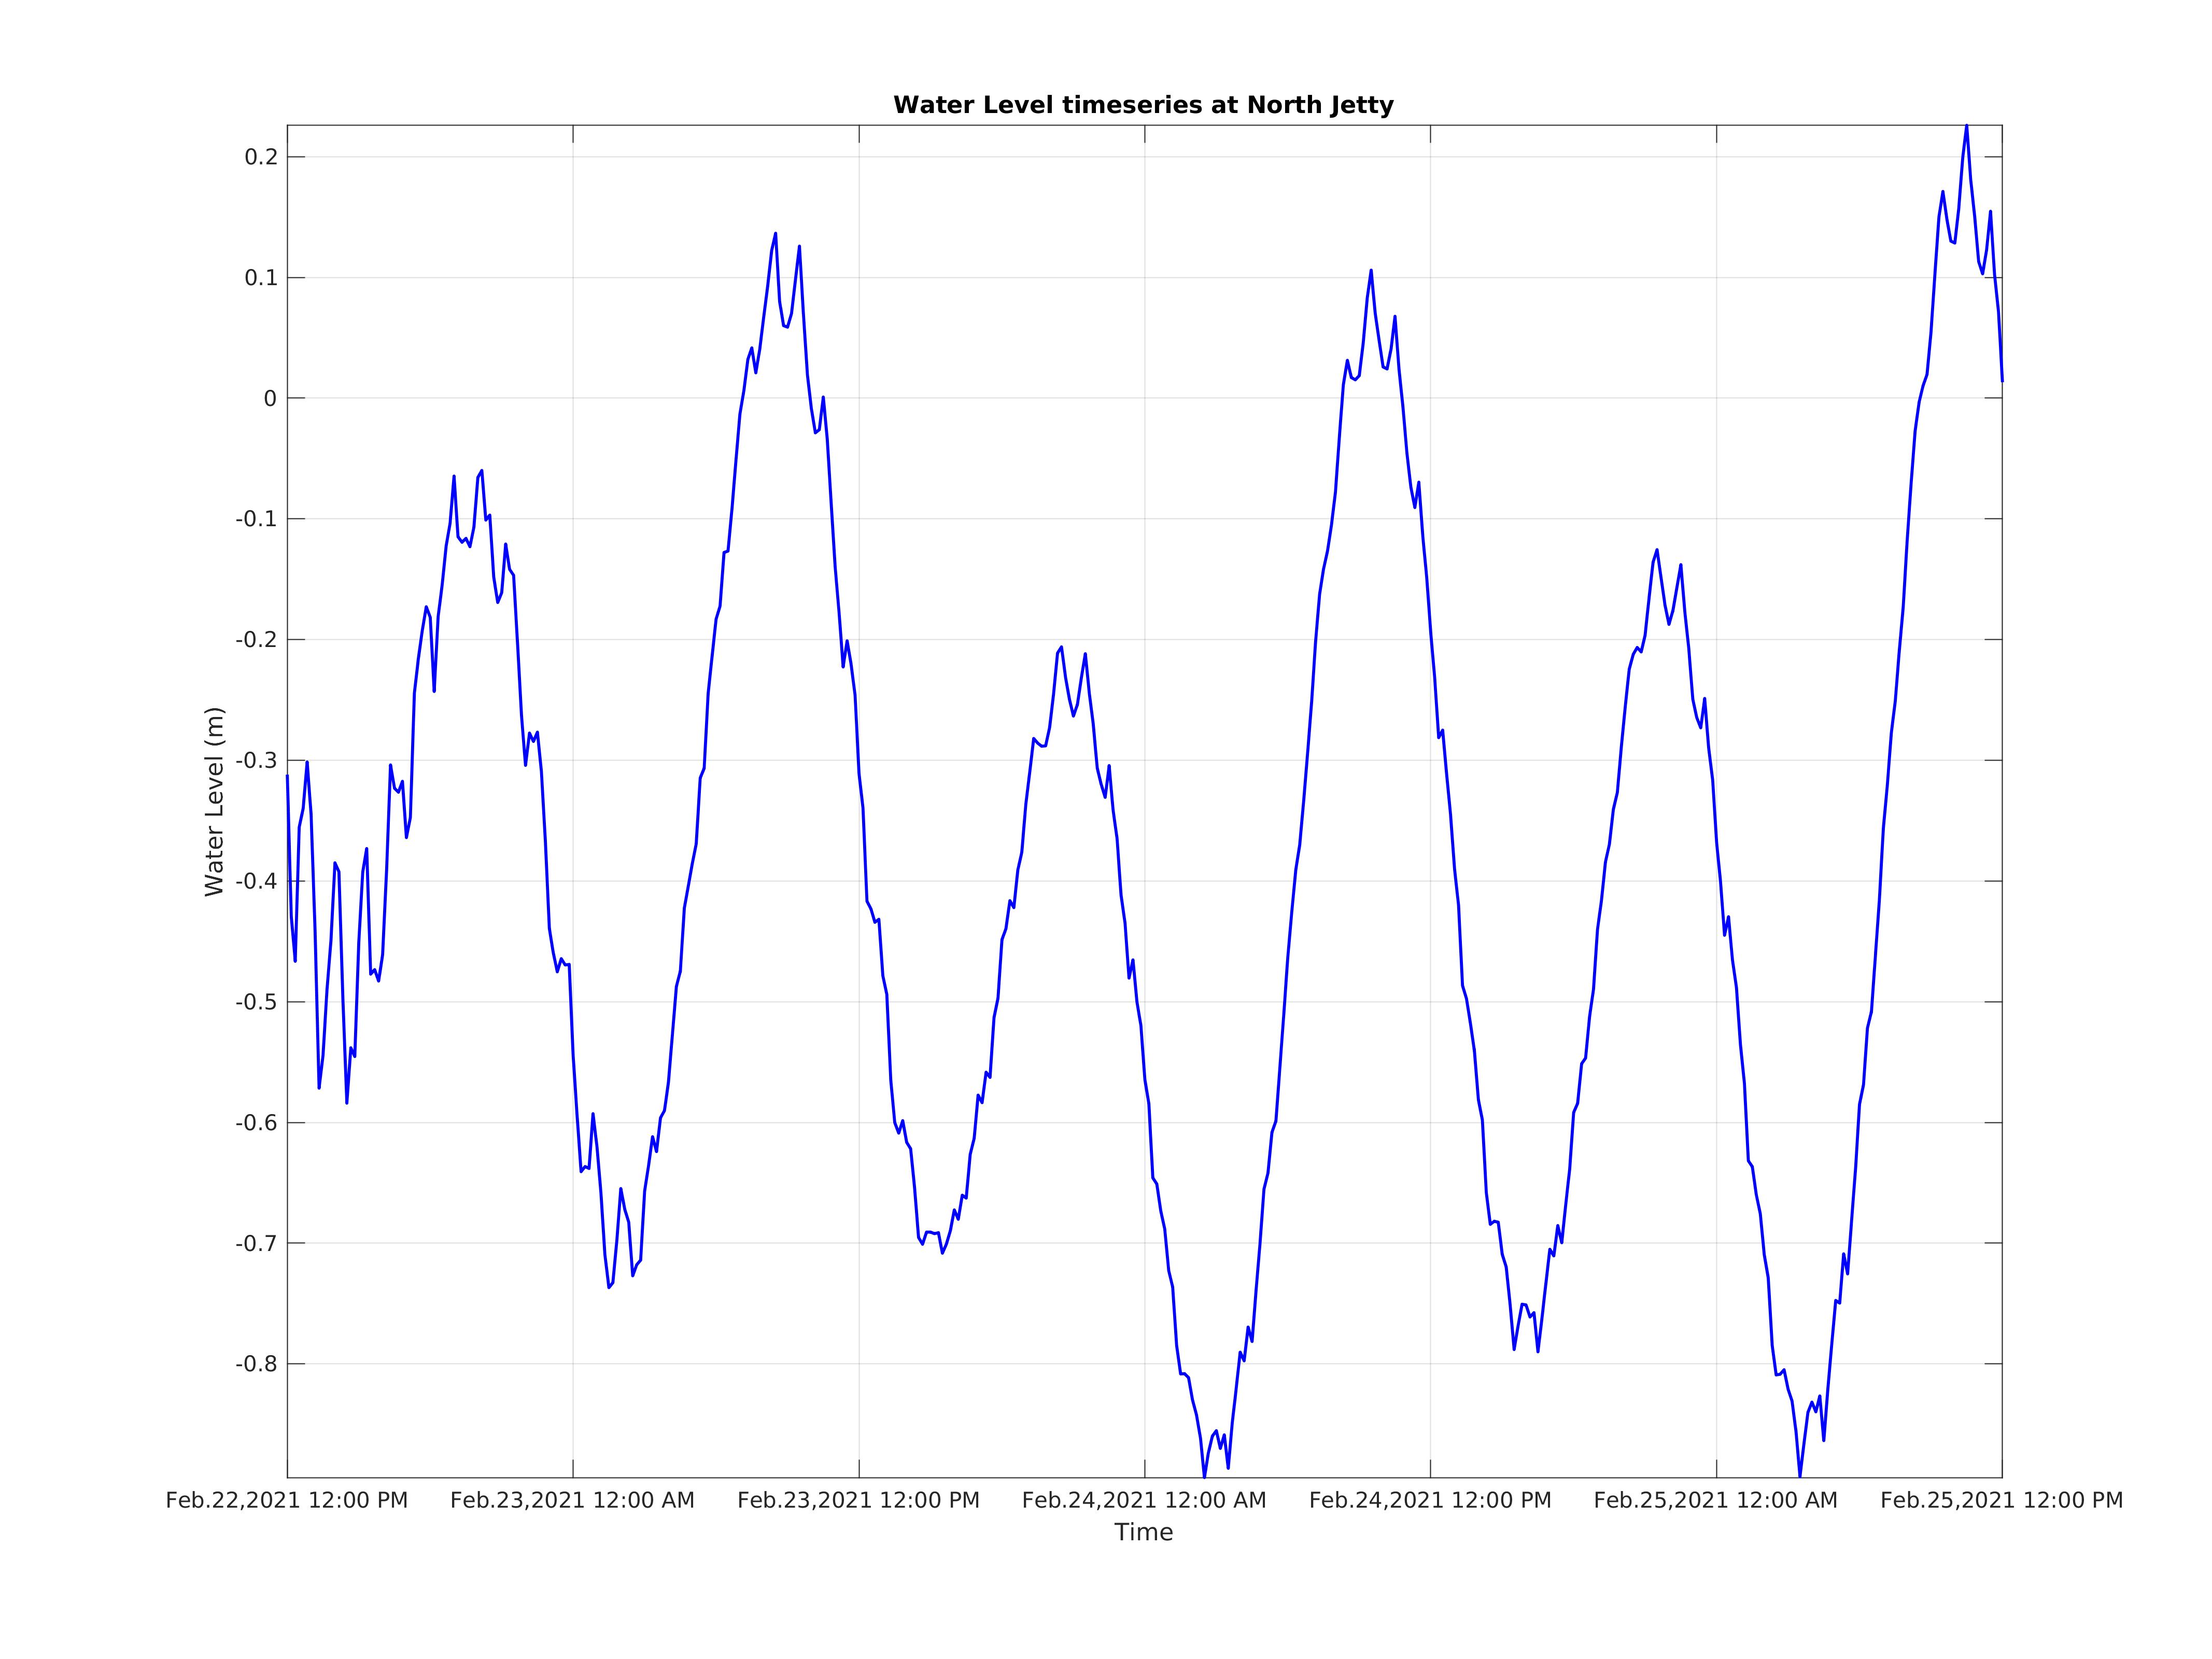 Water Level timeseries at North Jetty
0.2
0.1
0
-0.1
-0.2
-0.3
-0.4
-0.5
-0.6
-0.7
-0.8
Water Level (m)
Feb.22,2021 12:00 PM Feb.23,2021 12:00 AM Feb.23,2021 12:00 PM Feb.24,2021 12:00 AM Feb.24,2021 12:00 PM Feb.25,2021 12:00 AM Feb.25,2021 12:00 PM
Time